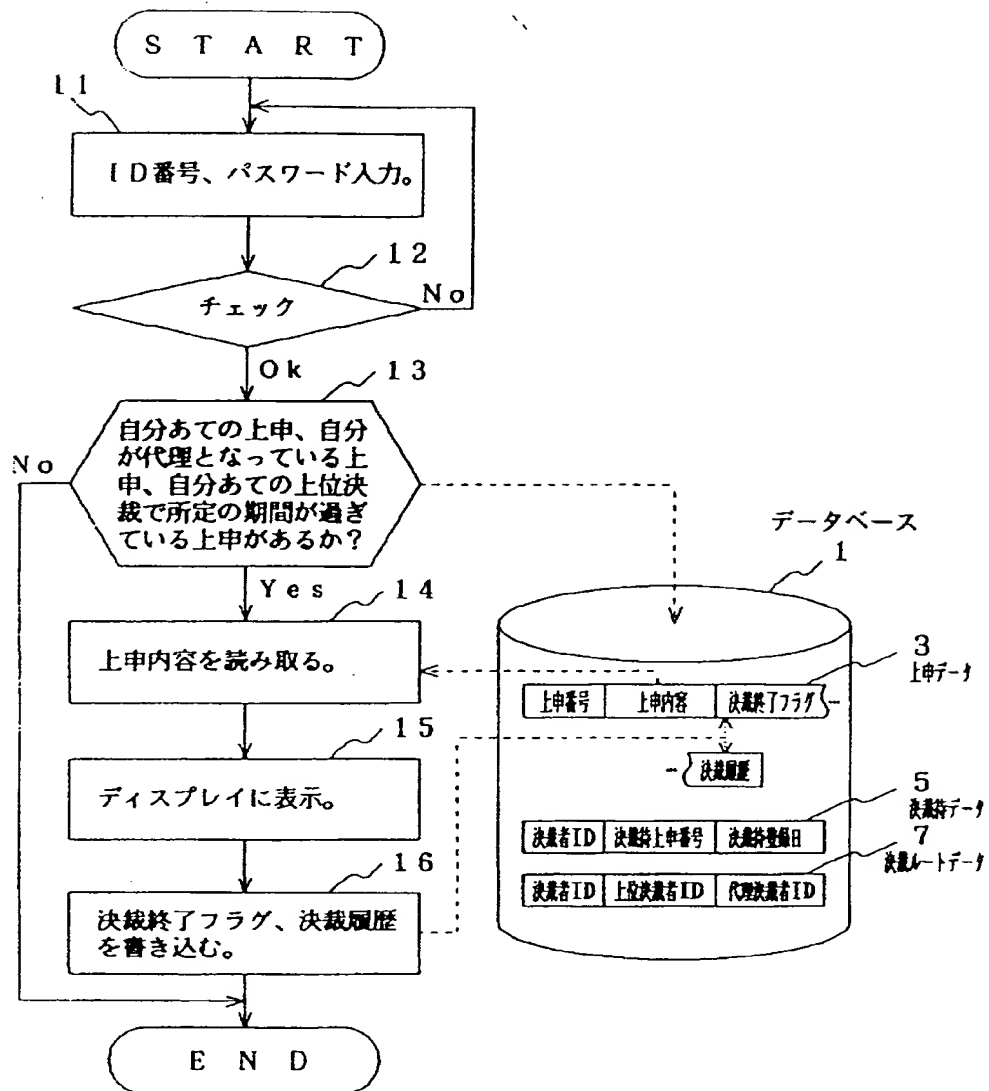 START
11
ID番号、パスワード入力。
12
チェック
No
Ok
13
自分あての上申、自分
が代理となっている上
申、自分あての上位決
裁で所定の期間が過ぎ
ている上申があるか?
No
Yes
14
上申内容を読み取る。
15
ディスプレイに表示。
16
決裁終了フラグ、決裁履歴
を書き込む。
END
データベース
1
3
上申データ
上申番号 上申内容 決裁終了フラグ
決裁履歴
5
決裁待データ
決裁者ID 決裁待上申番号 決裁待登録日
7
決裁ルートデータ
決裁者ID 上位決裁者ID 代理決裁者ID